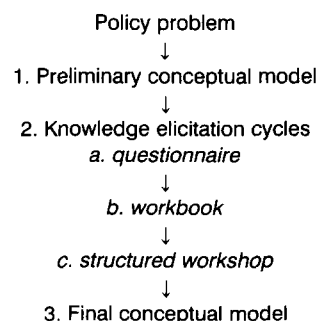 Policy problem
↓
1. Preliminary conceptual model
↓
2. Knowledge elicitation cycles
a. questionnaire
↓
b. workbook
↓
c. structured workshop
↓
3. Final conceptual model